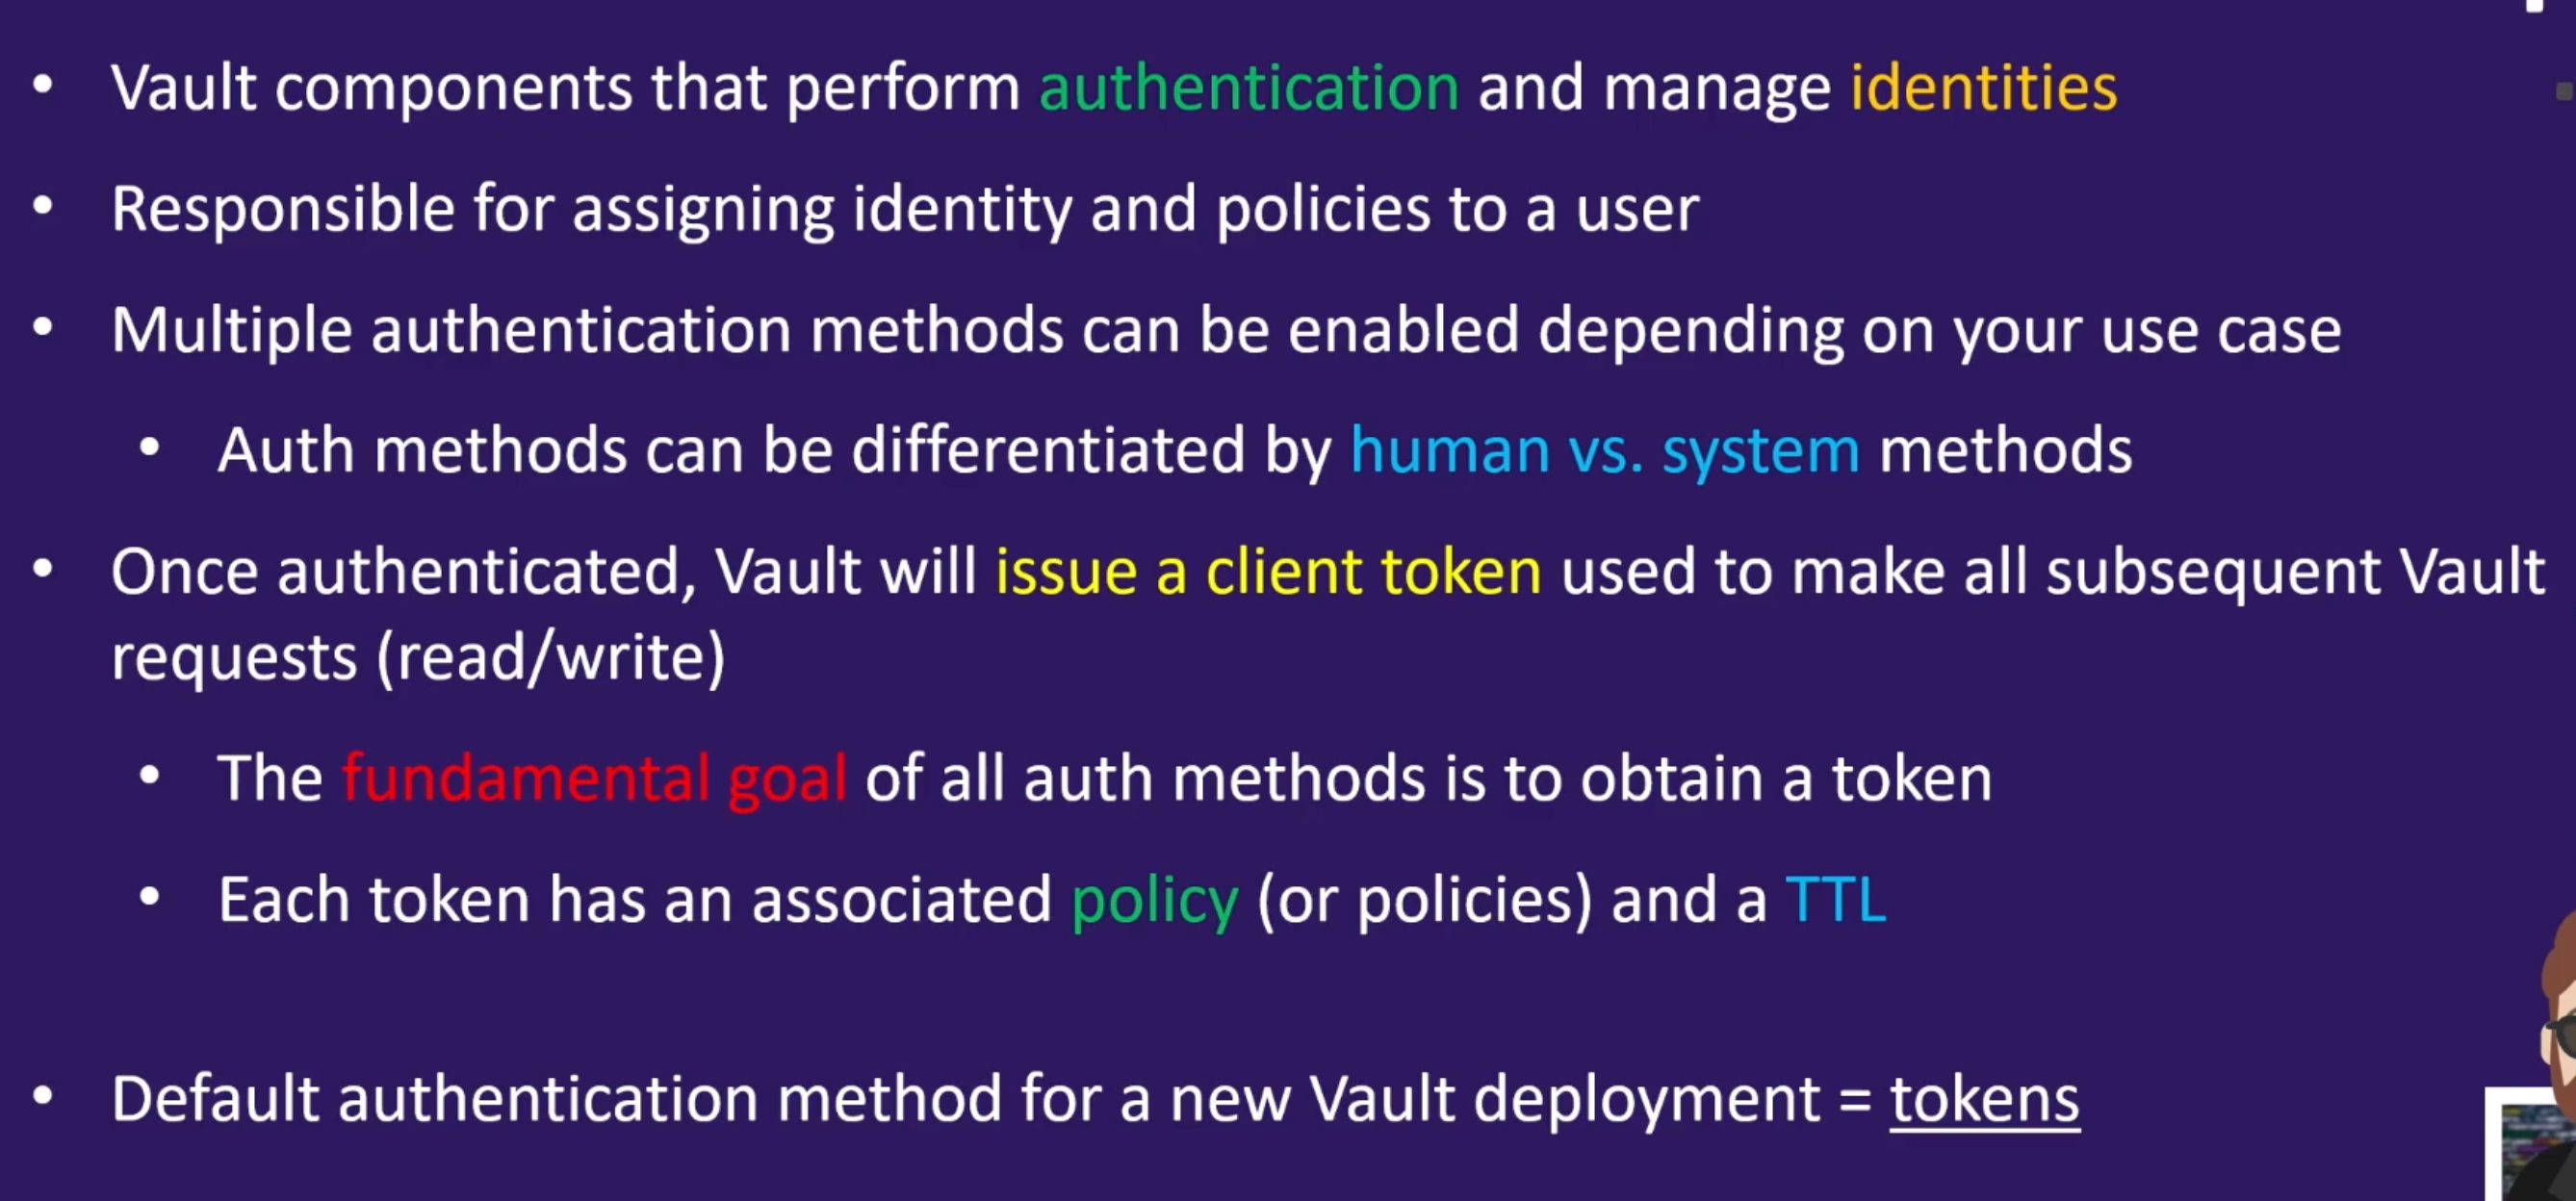 • Vault components that perform authentication and manage identities
• Responsible for assigning identity and policies to a user
• Multiple authentication methods can be enabled depending on your use case
• Auth methods can be differentiated by human vs. system methods
• Once authenticated, Vault will issue a client token used to make all subsequent Vault
requests (read/write)
• The fundamental goal of all auth methods is to obtain a token
• Each token has an associated policy (or policies) and a TTL
• Default authentication method for a new Vault deployment = tokens